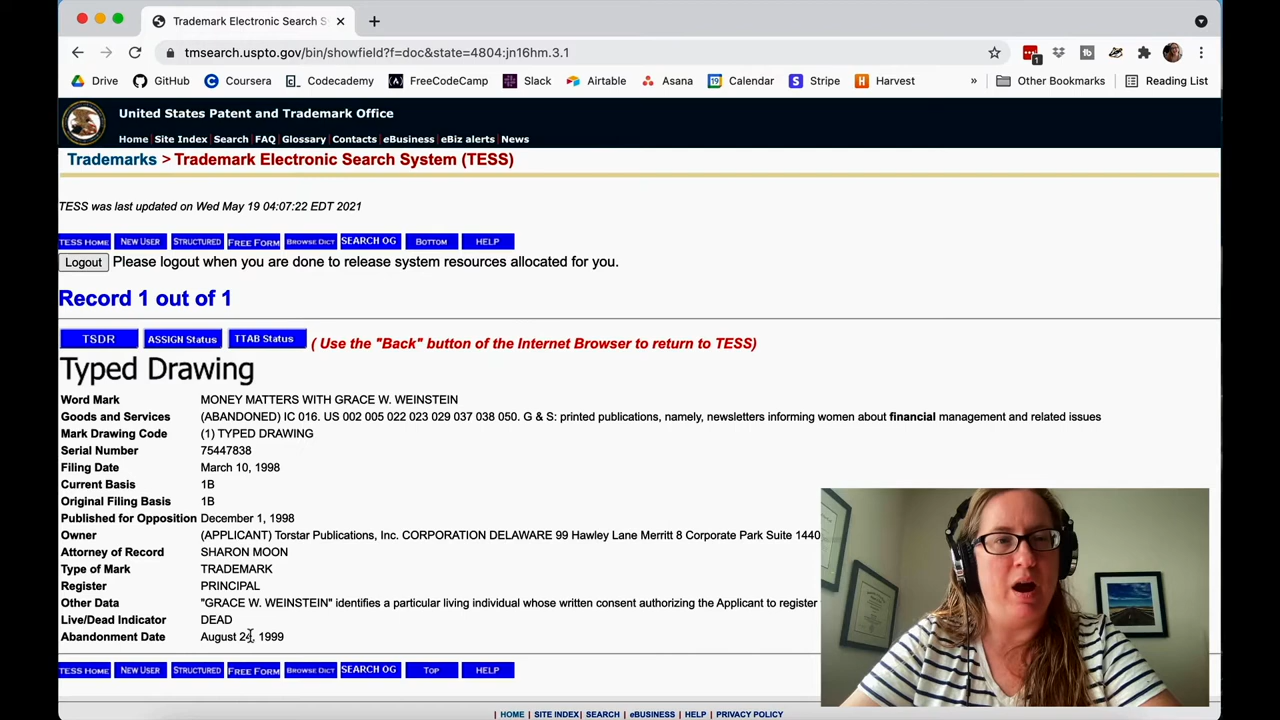 Trademark Electronic Search S
tmsearch.uspto.gov/bin/showfield?f=doc&state=4804:jn16hm.3.1
1
Drive GitHub Coursera Codecademy FreeCodeCamp Slack Airtable Asana Calendar Stripe Harvest » Other Bookmarks Reading List
United States Patent and Trademark Office
Home | Site Index | Search | FAQ | Glossary | Contacts | eBusiness | eBiz alerts | News
Trademarks > Trademark Electronic Search System (TESS)
TESS was last updated on Wed May 19 04:07:22 EDT 2021
TESS HOME NEW USER STRUCTURED FREE FORM BROWSE DICT SEARCH OG BOTTOM HELP
Logout Please logout when you are done to release system resources allocated for you.
Record 1 out of 1
TSDR ASSIGN Status TTAB Status ( Use the "Back" button of the Internet Browser to return to TESS)
Typed Drawing
Word Mark MONEY MATTERS WITH GRACE W. WEINSTEIN
Goods and Services (ABANDONED) IC 016. US 002 005 022 023 029 037 038 050. G & S: printed publications, namely, newsletters informing women about financial management and related issues
Mark Drawing Code (1) TYPED DRAWING
Serial Number 75447838
Filing Date March 10, 1998
Current Basis 1B
Original Filing Basis 1B
Published for Opposition December 1, 1998
Owner (APPLICANT) Torstar Publications, Inc. CORPORATION DELAWARE 99 Hawley Lane Merritt 8 Corporate Park Suite 1440
Attorney of Record SHARON MOON
Type of Mark TRADEMARK
Register PRINCIPAL
Other Data "GRACE W. WEINSTEIN" identifies a particular living individual whose written consent authorizing the Applicant to register
Live/Dead Indicator DEAD
Abandonment Date August 24, 1999
TESS HOME NEW USER STRUCTURED FREE FORM BROWSE DICT SEARCH OG TOP HELP
| HOME | SITE INDEX | SEARCH | eBUSINESS | HELP | PRIVACY POLICY